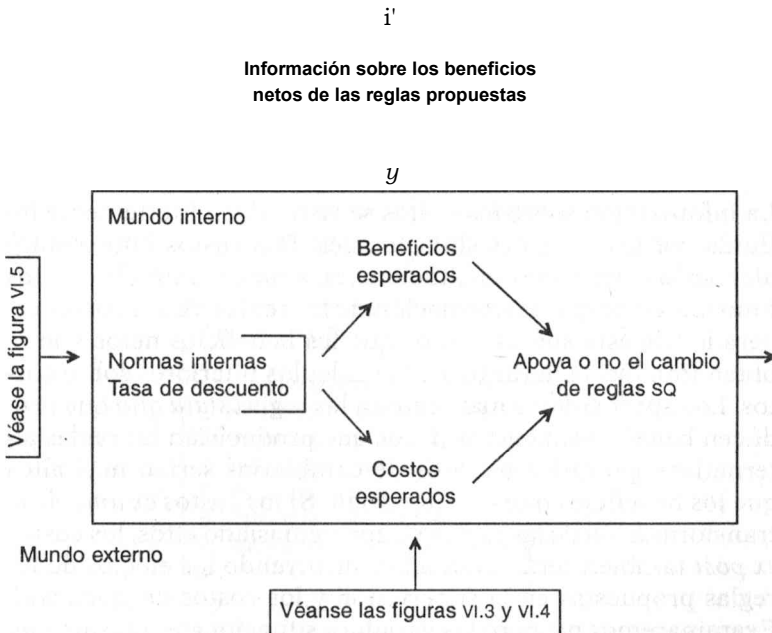 i'
Información sobre los beneficios
netos de las reglas propuestas
y
Mundo interno
Beneficios
esperados
Véase la figura VI.5
Normas internas
Tasa de descuento
Apoya o no el cambio
de reglas SQ
Costos
esperados
Mundo externo
Véanse las figuras VI.3 y VI.4